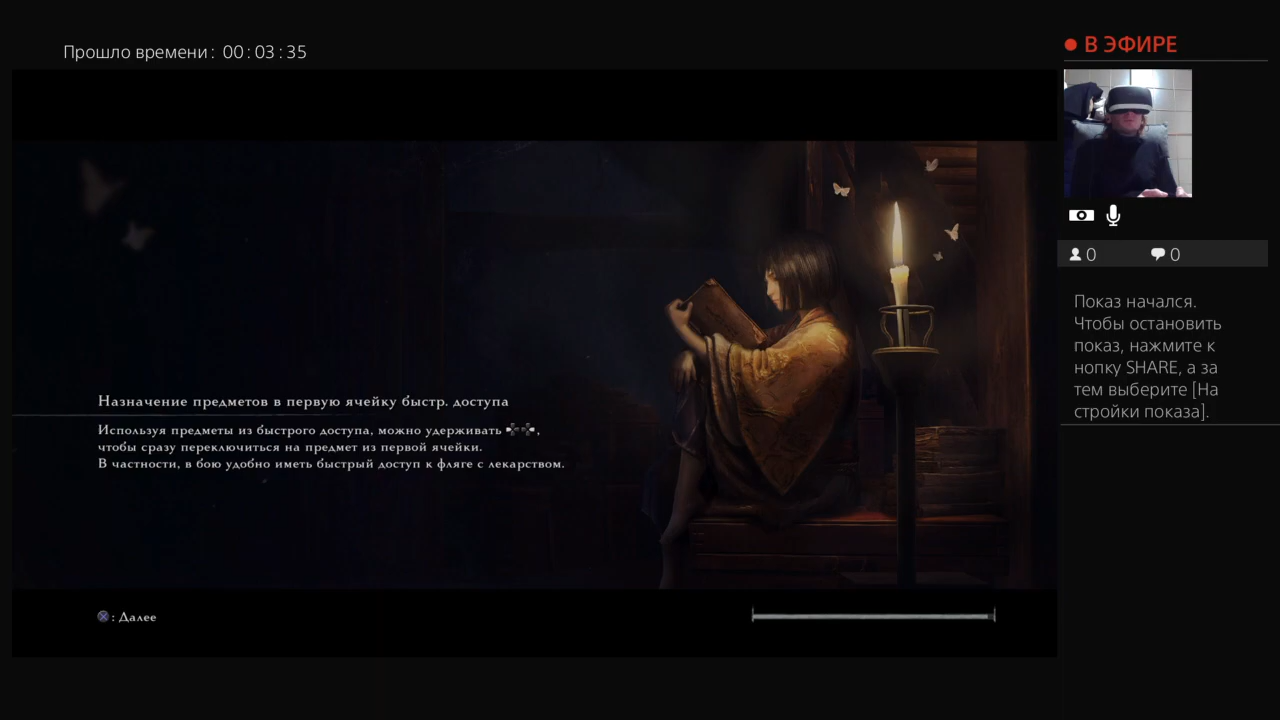 Прошло времени: 00:03:35
В ЭФИРЕ
0 0
Показ начался.
Чтобы остановить
показ, нажмите к
нопку SHARE, а за
тем выберите [На
стройки показа].
Назначение предметов в первую ячейку быстр. доступа
Используя предметы из быстрого доступа, можно удерживать ,
чтобы сразу переключиться на предмет из первой ячейки.
В частности, в бою удобно иметь быстрый доступ к фляге с лекарством.
: Далее